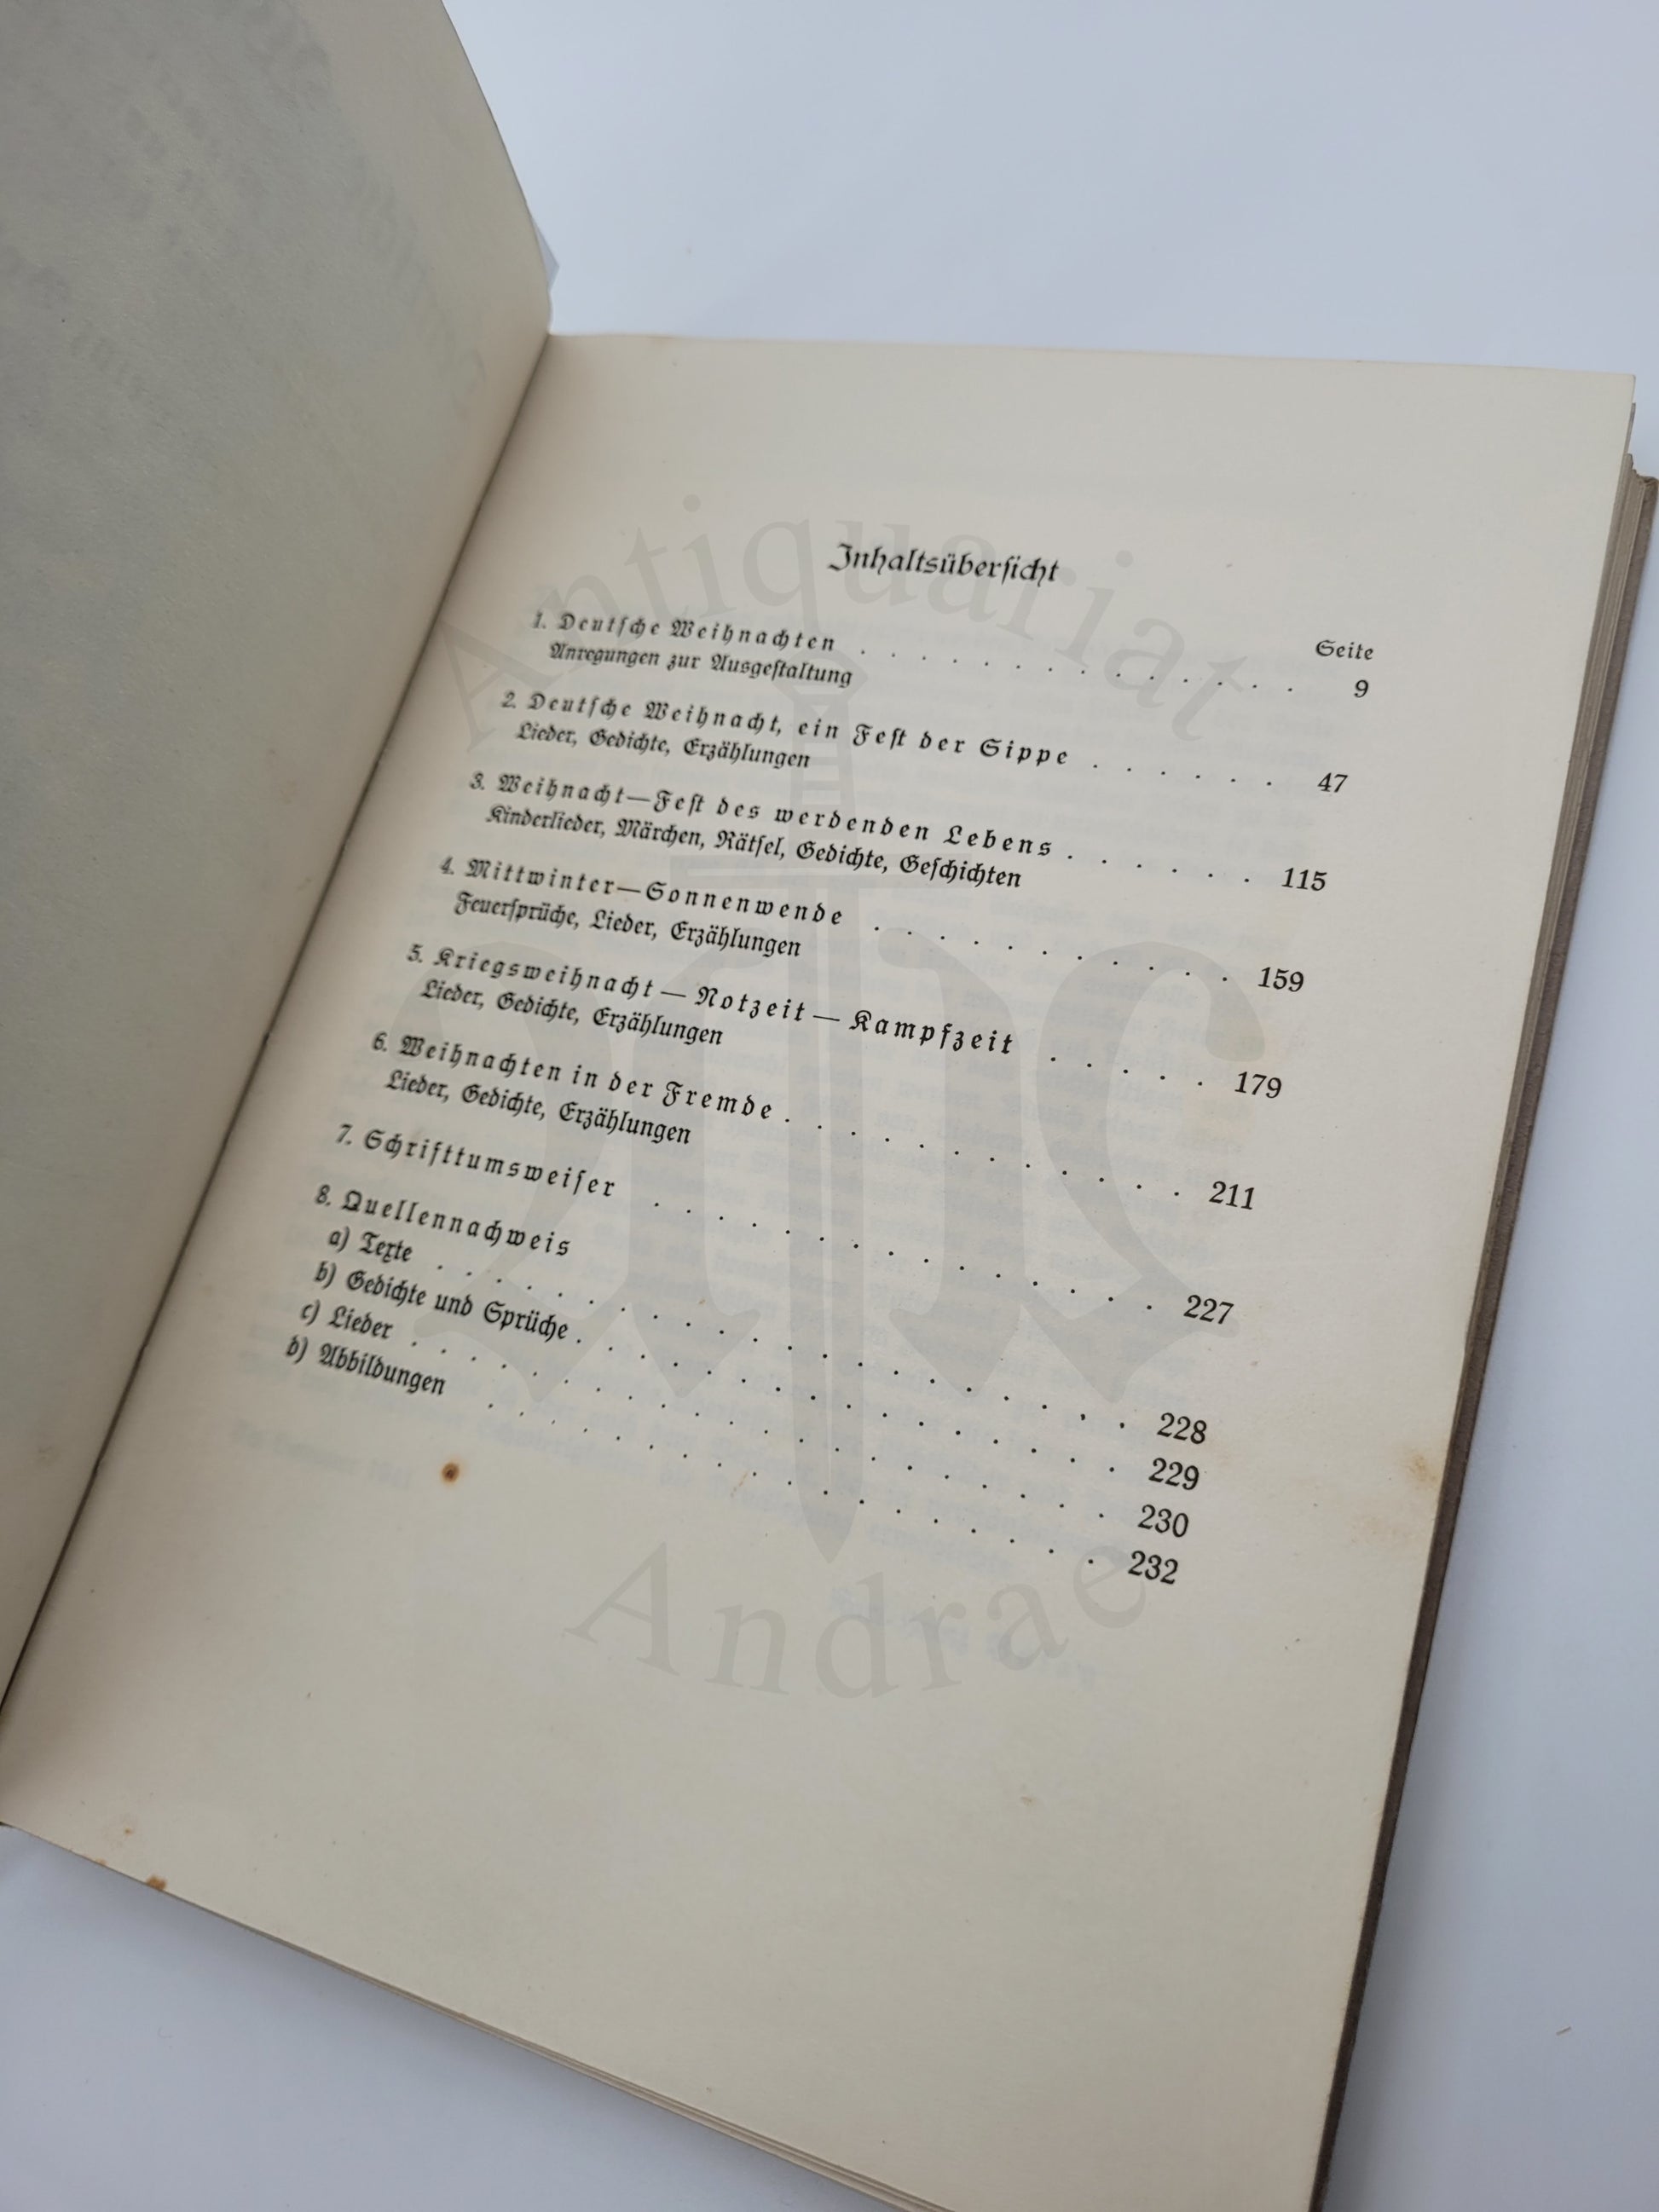 Inhaltsübersicht
Seite
1. Deutsche Weihnachten . . . . . . . . . . . . . . 9
Anregungen zur Ausgestaltung
2. Deutsche Weihnacht, ein Fest der Sippe . . . . . . 47
Lieder, Gedichte, Erzählungen
3. Weihnacht—Fest des werdenden Lebens . . . . . . 115
Kinderlieder, Märchen, Rätsel, Gedichte, Geschichten
4. Mittwinter—Sonnenwende . . . . . . . . . . . 159
Feuersprüche, Lieder, Erzählungen
5. Kriegsweihnacht — Notzeit — Kampfzeit . . . . . 179
Lieder, Gedichte, Erzählungen
6. Weihnachten in der Fremde . . . . . . . . . . . . 211
Lieder, Gedichte, Erzählungen
7. Schrifttumsweiser . . . . . . . . . . . . . . . 227
8. Quellennachweis
a) Texte . . . . . . . . . . . . . . . . . . . . . 228
b) Gedichte und Sprüche . . . . . . . . . . . . . . . . 229
c) Lieder . . . . . . . . . . . . . . . . . . . . . 230
d) Abbildungen . . . . . . . . . . . . . . . . . . 232
Antiquariat
Andrae